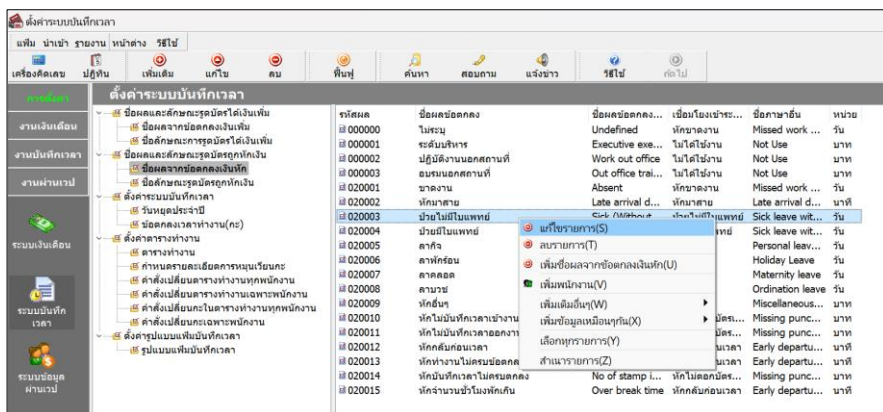 ตั้งค่าระบบบันทึกเวลา
แฟ้ม นำเข้า รายงาน หน้าต่าง วิธีใช้
เครื่องคิดเลข ปฏิทิน เพิ่มเติม แก้ไข ลบ ฟื้นฟู ค้นหา สอบถาม แจ้งข่าว วิธีใช้ ถัดไป
การตั้งค่า
งานเงินเดือน
งานบันทึกเวลา
งานผ่านเวป
ระบบเงินเดือน
ระบบบันทึก
เวลา
ระบบข้อมูล
ผ่านเวป
ตั้งค่าระบบบันทึกเวลา
ชื่อผลและลักษณะรูดบัตรได้เงินเพิ่ม
ชื่อผลจากข้อตกลงเงินเพิ่ม
ชื่อลักษณะการรูดบัตรได้เงินเพิ่ม
ชื่อผลและลักษณะรูดบัตรถูกหักเงิน
ชื่อผลจากข้อตกลงเงินหัก
ชื่อลักษณะรูดบัตรถูกหักเงิน
ตั้งค่าระบบบันทึกเวลา
วันหยุดประจำปี
ข้อตกลงเวลาทำงาน(กะ)
ตั้งค่าตารางทำงาน
ตารางทำงาน
กำหนดรายละเอียดการหมุนเวียนกะ
คำสั่งเปลี่ยนตารางทำงานทุกพนักงาน
คำสั่งเปลี่ยนตารางทำงานเฉพาะพนักงาน
คำสั่งเปลี่ยนกะในตารางทำงานทุกพนักงาน
คำสั่งเปลี่ยนกะเฉพาะพนักงาน
ตั้งค่ารูปแบบแฟ้มบันทึกเวลา
รูปแบบแฟ้มบันทึกเวลา
รหัสผล ชื่อผลข้อตกลง ชื่อผลข้อตกลง... เชื่อมโยงเข้าระ... ชื่อภาษาอื่น หน่วย
000000 ไม่ระบุ Undefined หักขาดงาน Missed work ... วัน
000001 ระดับบริหาร Executive exe... ไม่ได้ใช้งาน Not Use บาท
000002 ปฏิบัติงานนอกสถานที่ Work out office ไม่ได้ใช้งาน Not Use บาท
000003 อบรมนอกสถานที่ Out office trai... ไม่ได้ใช้งาน Not Use บาท
020001 ขาดงาน Absent หักขาดงาน Missed work ... วัน
020002 หักมาสาย Late arrival d... หักมาสาย Late arrival d... นาที
020003 ป่วยไม่มีใบแพทย์ Sick (Without ป่วยไม่มีใบแพทย์ Sick leave wit... วัน
020004 ป่วยมีใบแพทย์ Sick leave wit... วัน
020005 ลากิจ Personal leav... วัน
020006 ลาพักร้อน Holiday Leave วัน
020007 ลาคลอด Maternity leave วัน
020008 ลาบวช Ordination leave วัน
020009 หักอื่นๆ Miscellaneous... บาท
020010 หักไม่บันทึกเวลาเข้างาน Missing punc... บาท
020011 หักไม่บันทึกเวลาออกงาน Missing punc... บาท
020012 หักกลับก่อนเวลา Early departu... นาที
020013 หักทำงานไม่ครบข้อตกล Early departu... นาที
020014 หักบันทึกเวลาไม่ครบตกลง No of stamp i... หักไม่ตอกบัตร... Missing punc... บาท
020015 หักจำนวนชั่วโมงพักเกิน Over break time หักกลับก่อนเวลา Early departu... นาที
แก้ไขรายการ(S)
ลบรายการ(T)
เพิ่มชื่อผลจากข้อตกลงเงินหัก(U)
เพิ่มพนักงาน(V)
เพิ่มเติมอื่นๆ(W)
เพิ่มข้อมูลเหมือนๆกัน(X)
เลือกทุกรายการ(Y)
สำเนารายการ(Z)